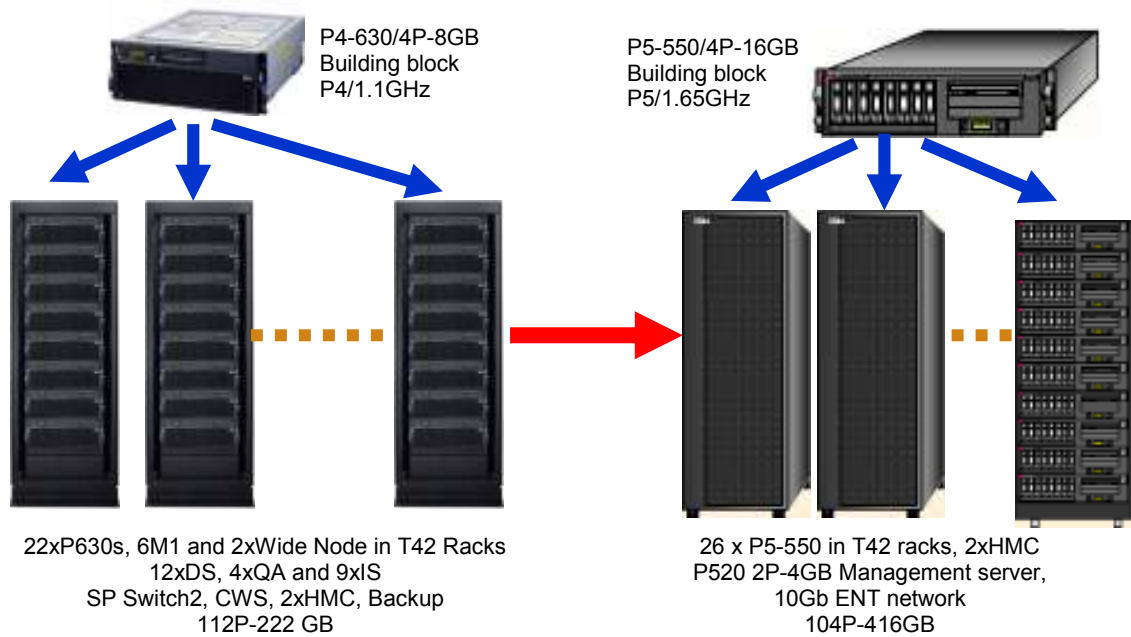 P4-630/4P-8GB
Building block
P4/1.1GHz
P5-550/4P-16GB
Building block
P5/1.65GHz
22xP630s, 6M1 and 2xWide Node in T42 Racks
12xDS, 4xQA and 9xIS
SP Switch2, CWS, 2xHMC, Backup
112P-222 GB
26 x P5-550 in T42 racks, 2xHMC
P520 2P-4GB Management server,
10Gb ENT network
104P-416GB